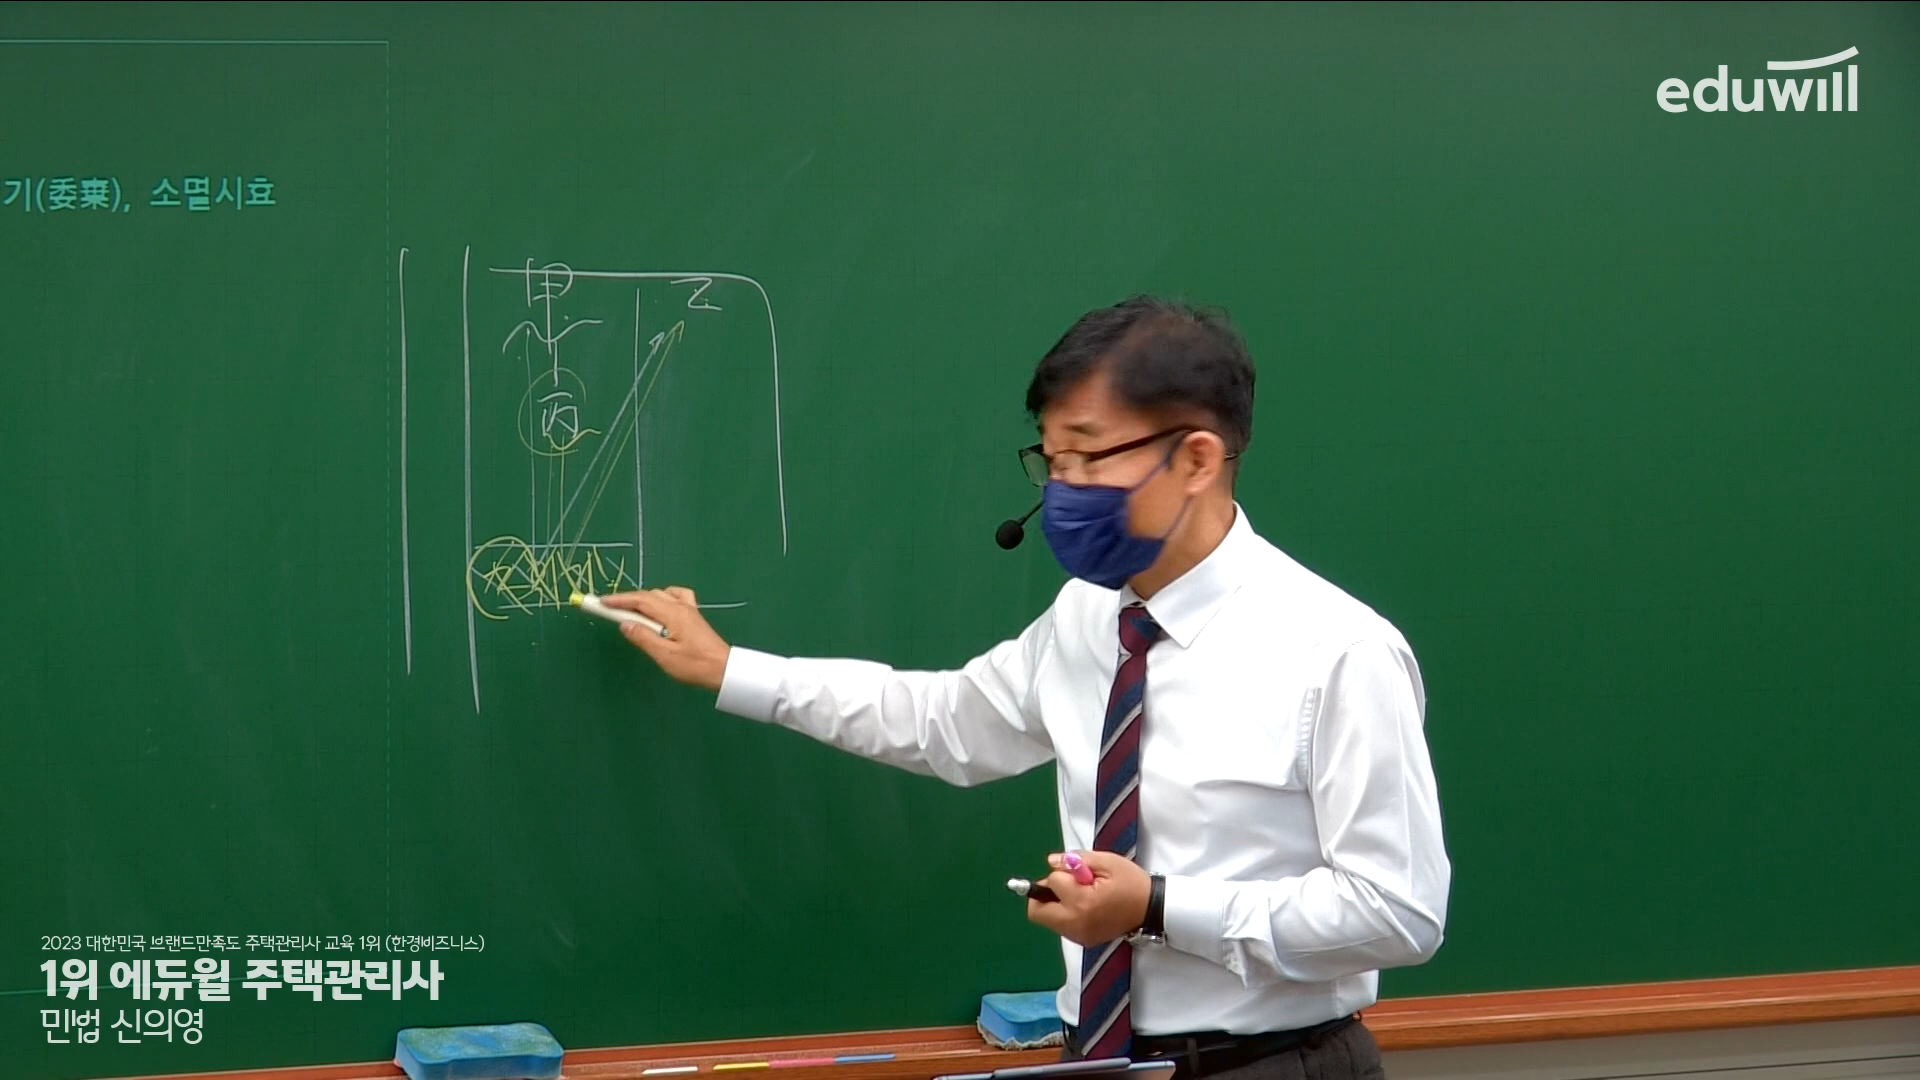 eduwill
기(委棄), 소멸시효
甲
乙
丙
2023 대한민국 브랜드만족도 주택관리사 교육 1위 (한경비즈니스)
1위 에듀윌 주택관리사
민법 신의영